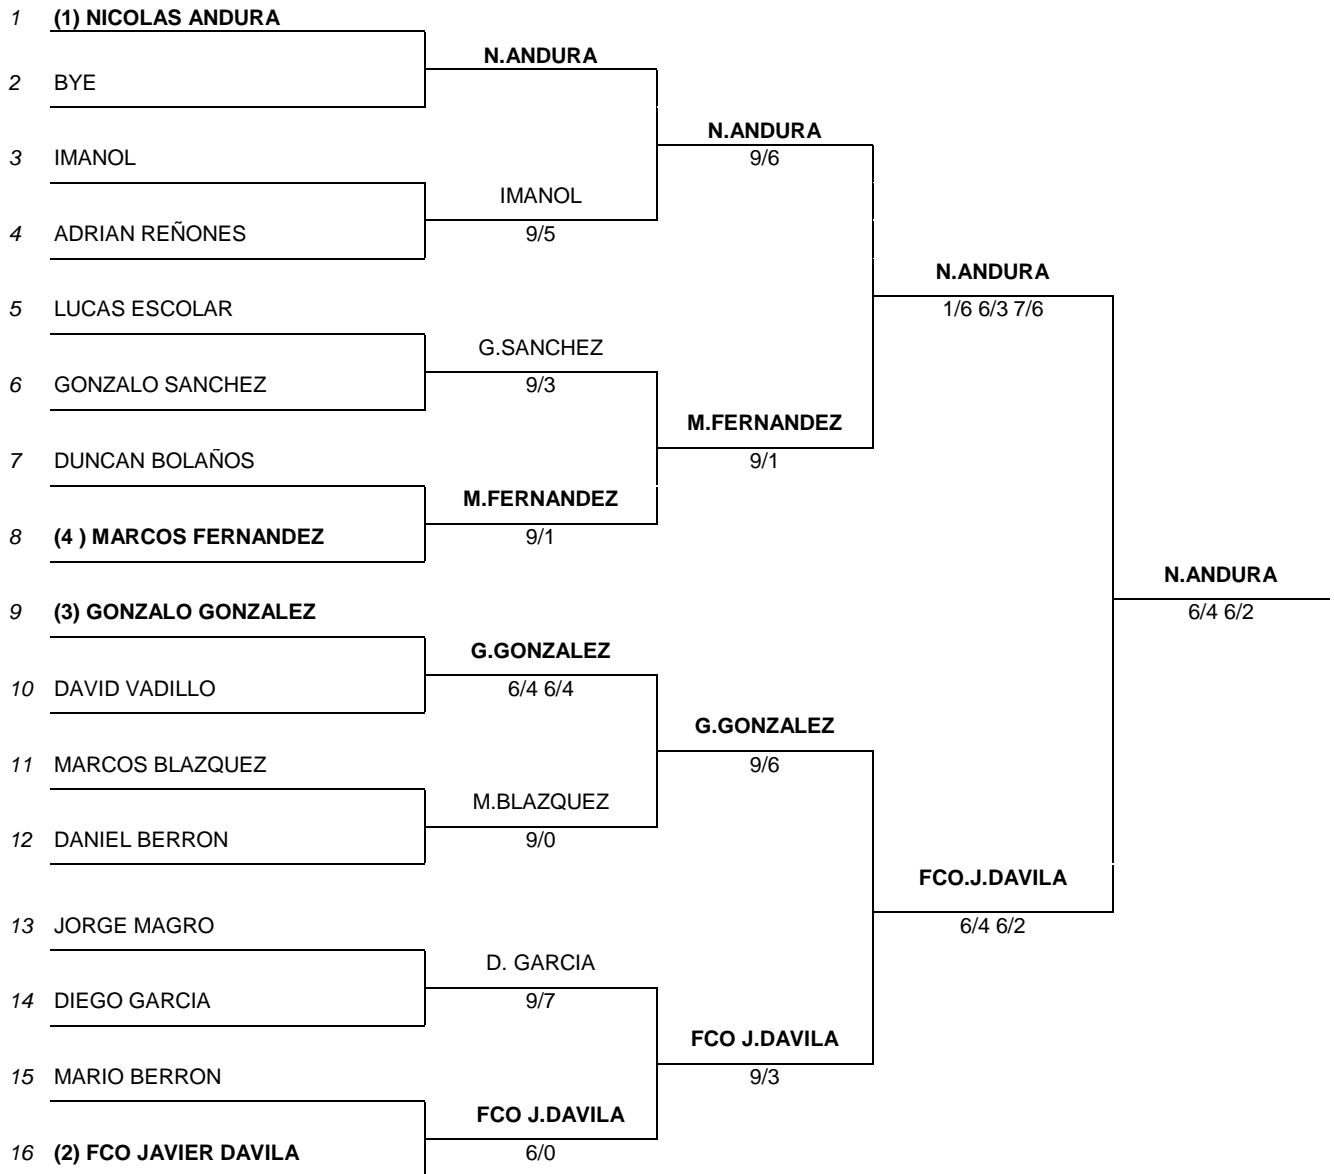 1 (1) NICOLAS ANDURA
N.ANDURA
2 BYE
N.ANDURA
3 IMANOL
9/6
IMANOL
4 ADRIAN REÑONES
9/5
N.ANDURA
5 LUCAS ESCOLAR
1/6 6/3 7/6
G.SANCHEZ
6 GONZALO SANCHEZ
9/3
M.FERNANDEZ
7 DUNCAN BOLAÑOS
9/1
M.FERNANDEZ
8 (4 ) MARCOS FERNANDEZ
9/1
N.ANDURA
9 (3) GONZALO GONZALEZ
6/4 6/2
G.GONZALEZ
10 DAVID VADILLO
6/4 6/4
G.GONZALEZ
11 MARCOS BLAZQUEZ
9/6
M.BLAZQUEZ
12 DANIEL BERRON
9/0
FCO.J.DAVILA
13 JORGE MAGRO
6/4 6/2
D. GARCIA
14 DIEGO GARCIA
9/7
FCO J.DAVILA
15 MARIO BERRON
9/3
FCO J.DAVILA
16 (2) FCO JAVIER DAVILA
6/0